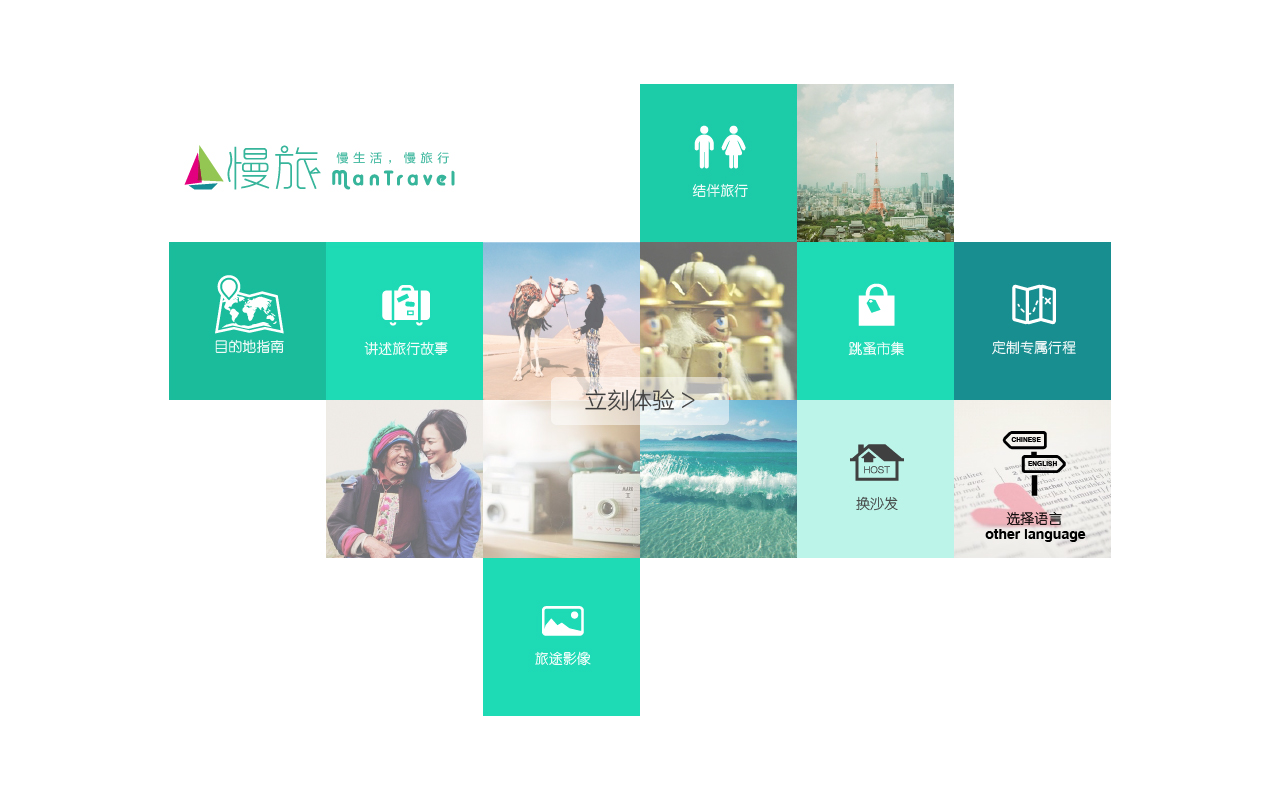 慢旅
慢生活，慢旅行
ManTravel
结伴旅行
目的地指南
讲述旅行故事
跳蚤市集
定制专属行程
立刻体验 >
HOST
换沙发
CHINESE
ENGLISH
选择语言
other language
旅途影像